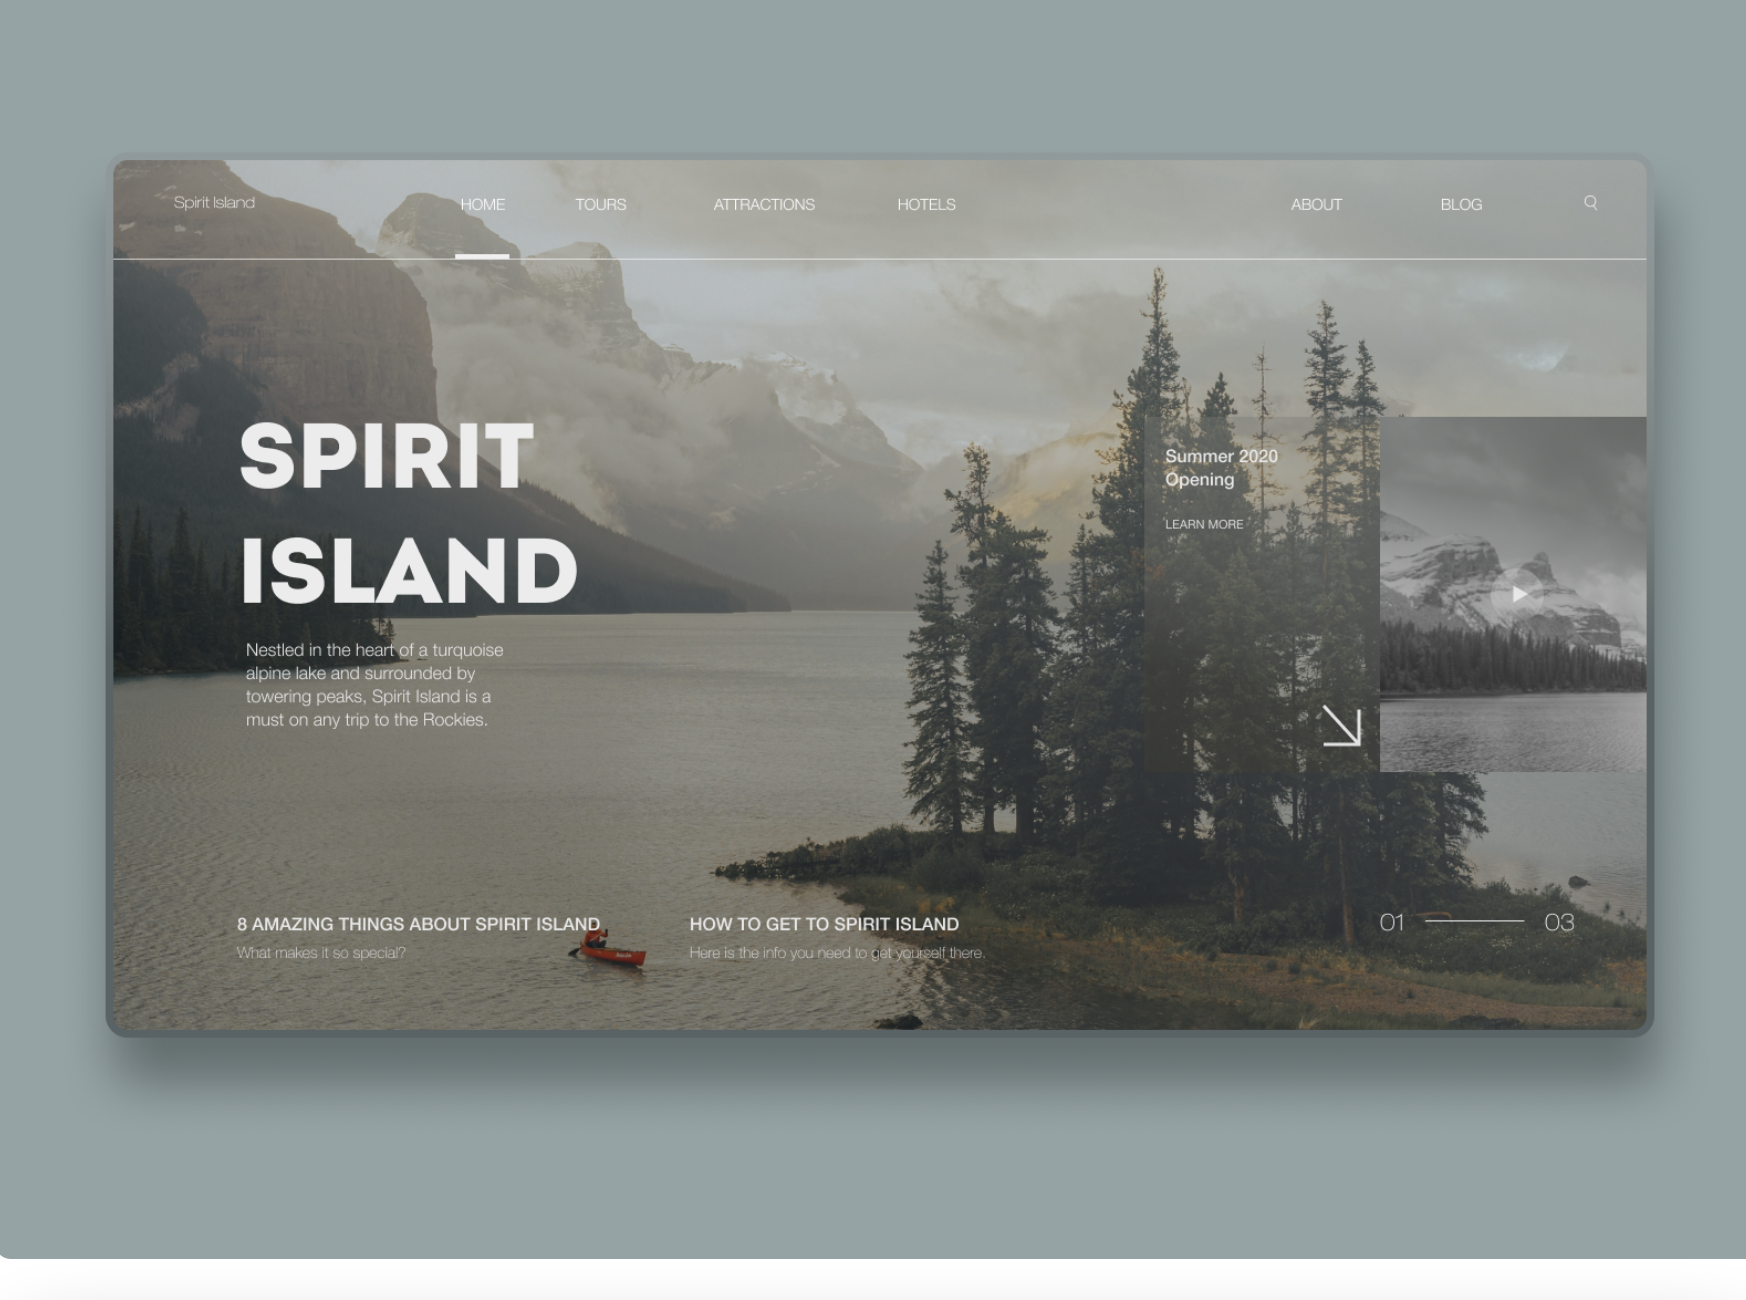 Spirit Island
HOME
TOURS
ATTRACTIONS
HOTELS
ABOUT
BLOG
SPIRIT
ISLAND
Nestled in the heart of a turquoise
alpine lake and surrounded by
towering peaks, Spirit Island is a
must on any trip to the Rockies.
Summer 2020
Opening
LEARN MORE
8 AMAZING THINGS ABOUT SPIRIT ISLAND
What makes it so special?
HOW TO GET TO SPIRIT ISLAND
Here is the info you need to get yourself there.
01
03